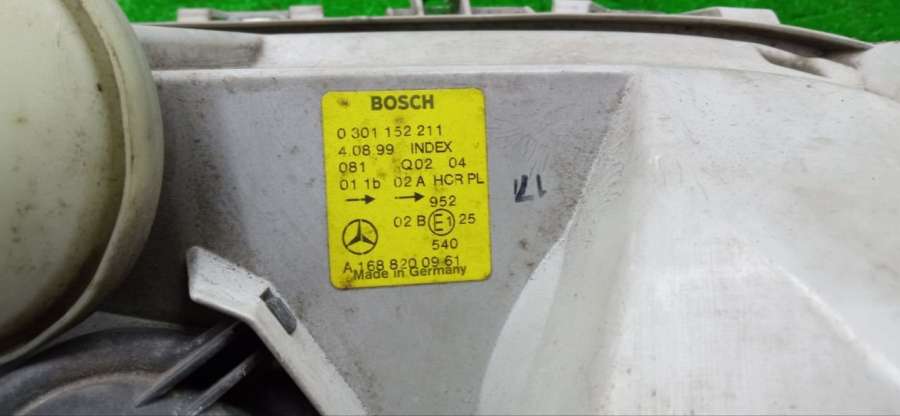 BOSCH
0 301 152 211
4.08.99 INDEX
081 Q02 04
01 1b 02 A HCR PL
→ → 952
02 B E1 25
540
A 168 820 09 61
Made in Germany